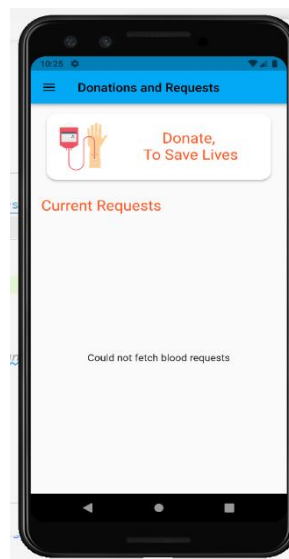 10:25
Donations and Requests
Donate,
To Save Lives
Current Requests
Could not fetch blood requests